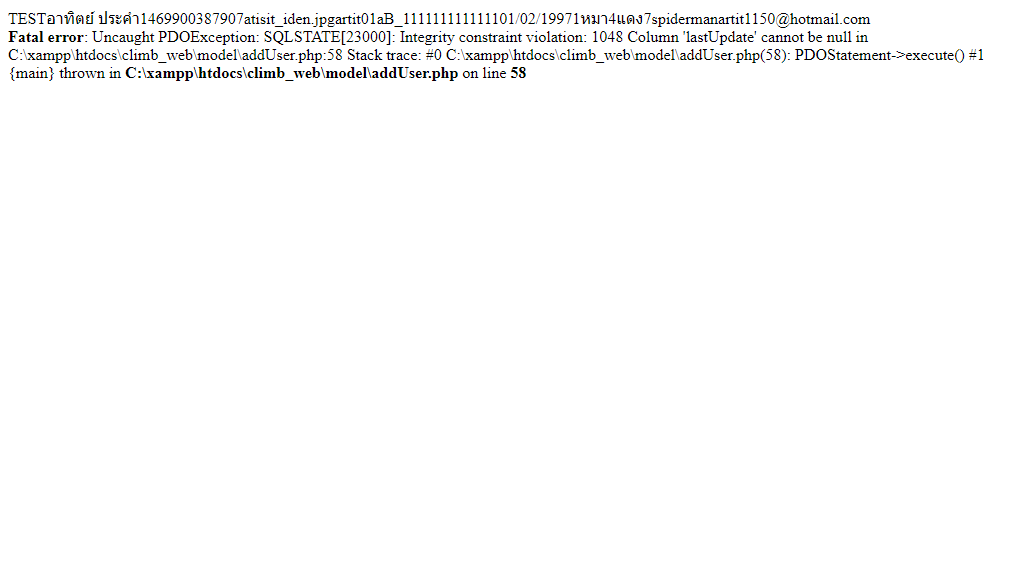 TESTอาทิตย์ ประคำ1469900387907atisit_iden.jpgartit01aB_111111111111101/02/19971หมา4แดง7spidermanartit1150@hotmail.com
Fatal error: Uncaught PDOException: SQLSTATE[23000]: Integrity constraint violation: 1048 Column 'lastUpdate' cannot be null in
C:\xampp\htdocs\climb_web\model\addUser.php:58 Stack trace: #0 C:\xampp\htdocs\climb_web\model\addUser.php(58): PDOStatement->execute() #1
{main} thrown in C:\xampp\htdocs\climb_web\model\addUser.php on line 58